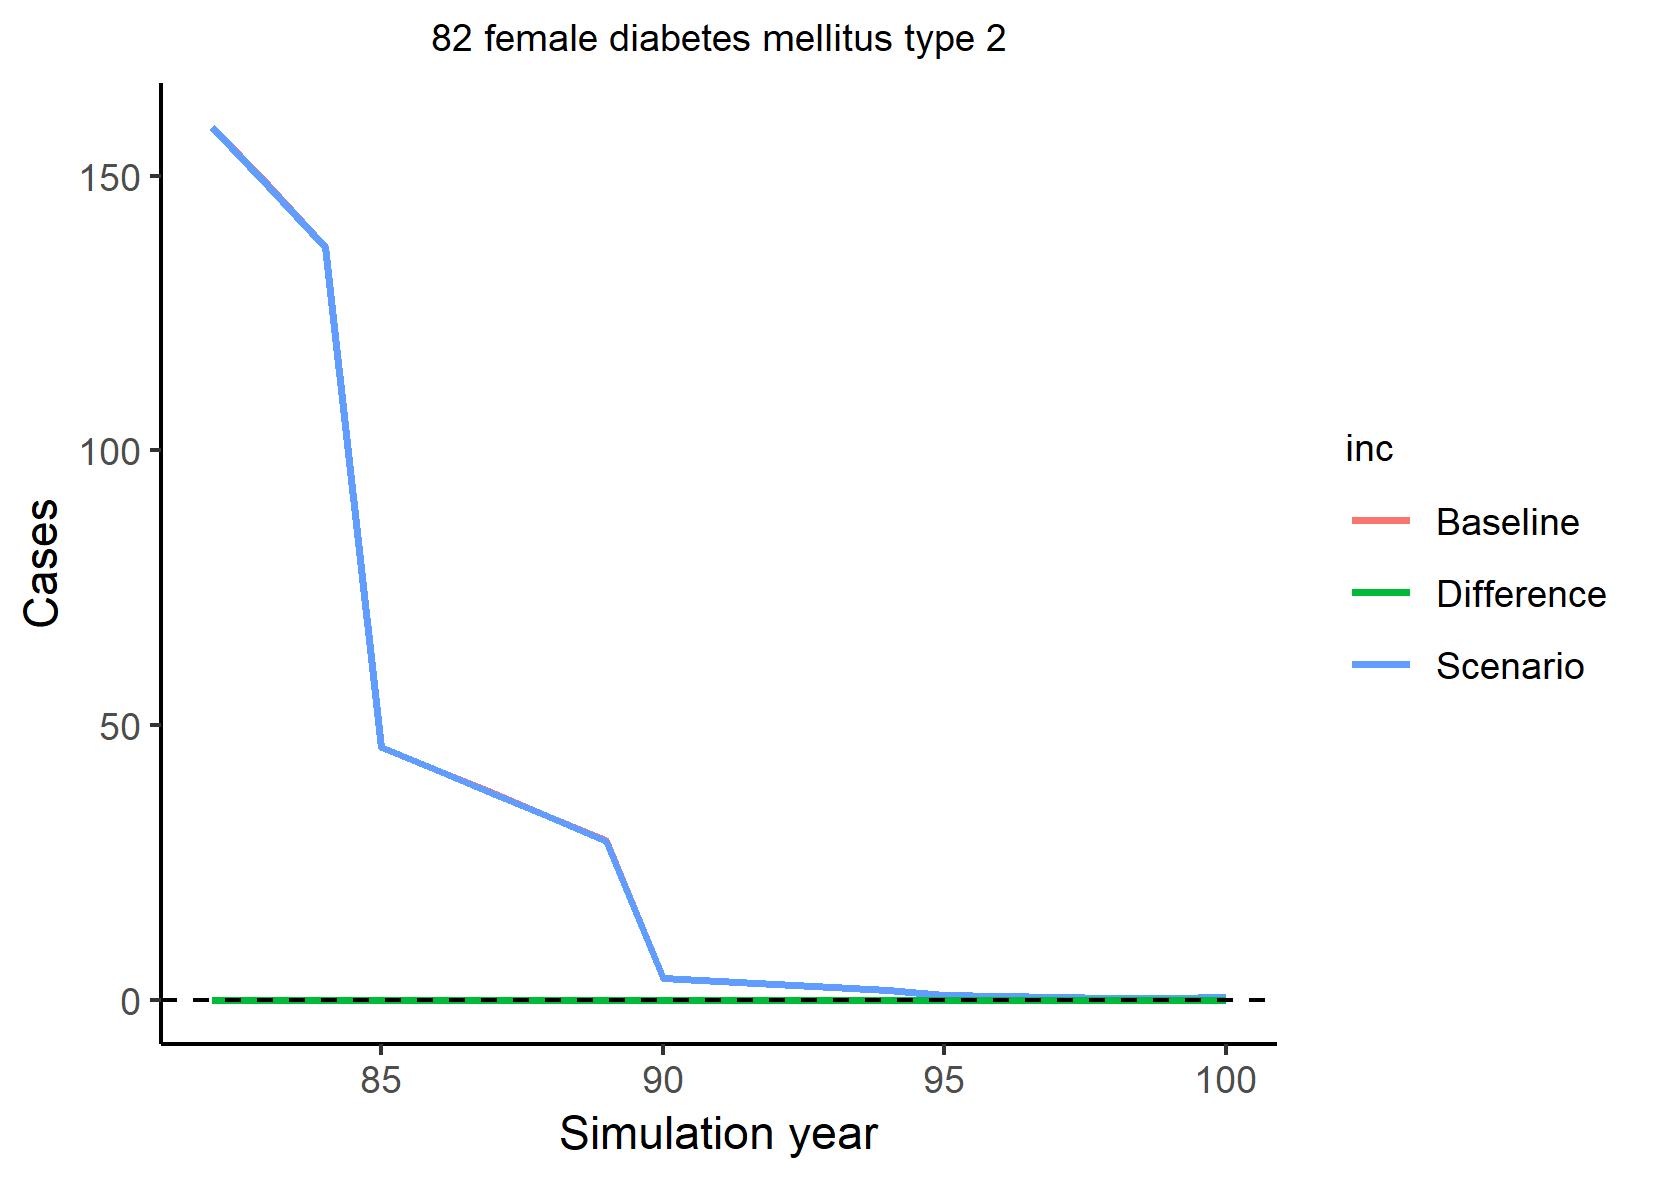 82 female diabetes mellitus type 2
150
100
50
0
Cases
85 90 95 100
Simulation year
inc
Baseline
Difference
Scenario